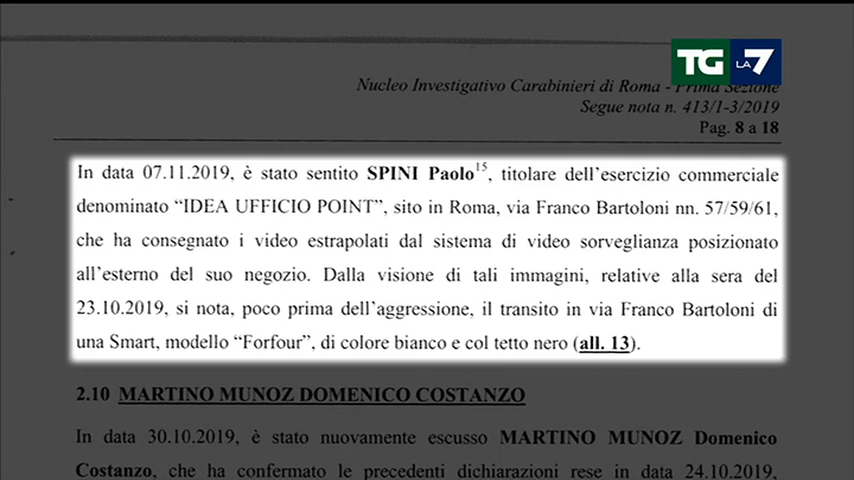 TG LA 7
Nucleo Investigativo Carabinieri di Roma - Prima Sezione
Segue nota n. 413/1-3/2019
Pag. 8 a 18
In data 07.11.2019, è stato sentito SPINI Paolo15, titolare dell'esercizio commerciale
denominato "IDEA UFFICIO POINT", sito in Roma, via Franco Bartoloni nn. 57/59/61,
che ha consegnato i video estrapolati dal sistema di video sorveglianza posizionato
all'esterno del suo negozio. Dalla visione di tali immagini, relative alla sera del
23.10.2019, si nota, poco prima dell'aggressione, il transito in via Franco Bartoloni di
una Smart, modello "Forfour", di colore bianco e col tetto nero (all. 13).
2.10 MARTINO MUNOZ DOMENICO COSTANZO
In data 30.10.2019, è stato nuovamente escusso MARTINO MUNOZ Domenico
Costanzo, che ha confermato le precedenti dichiarazioni rese in data 24.10.2019,